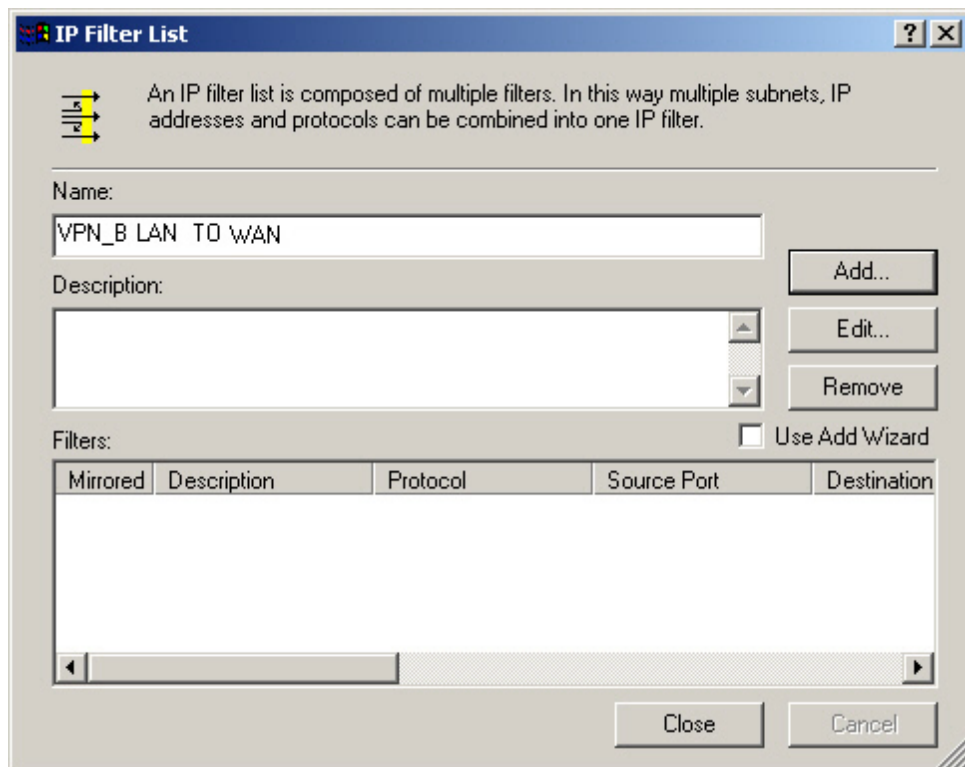 IP Filter List
An IP filter list is composed of multiple filters. In this way multiple subnets, IP
addresses and protocols can be combined into one IP filter.
Name:
VPN_B LAN TO WAN
Add...
Description:
Edit...
Remove
Filters:
Use Add Wizard
Mirrored Description Protocol Source Port Destination
Close Cancel